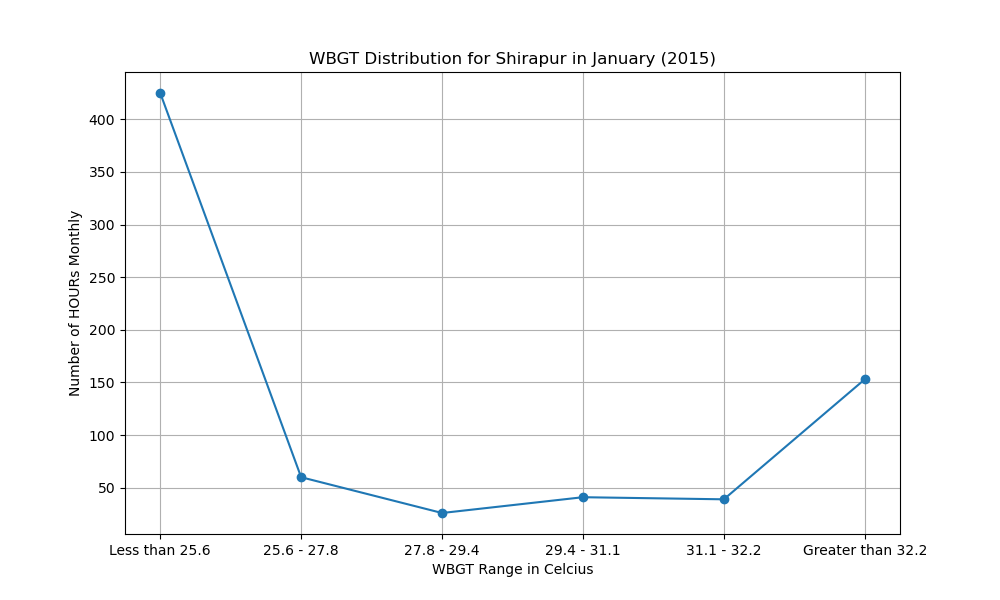 WBGT Distribution for Shirapur in January (2015)
Number of HOURs Monthly
400
350
300
250
200
150
100
50
Less than 25.6
25.6 - 27.8
27.8 - 29.4
29.4 - 31.1
31.1 - 32.2
Greater than 32.2
WBGT Range in Celcius